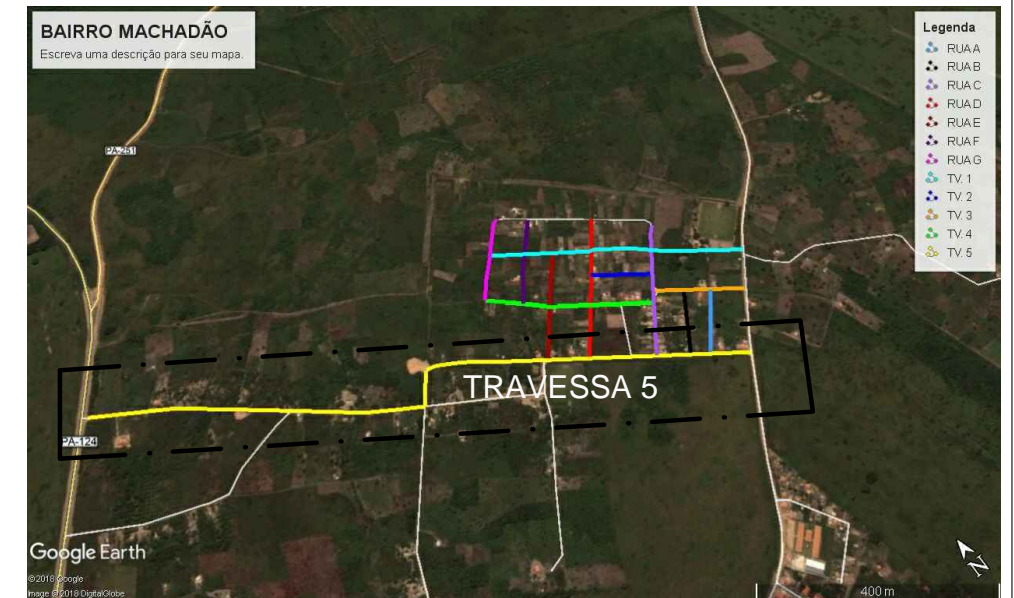 BAIRRO MACHADÃO
Escreva uma descrição para seu mapa.
Legenda
RUA A
RUA B
RUA C
RUA D
RUA E
RUA F
RUA G
TV. 1
TV. 2
TV. 3
TV. 4
TV. 5
PA-251
TRAVESSA 5
PA-124
Google Earth
©2018 Google
Image ©2018 DigitalGlobe
400 m
N